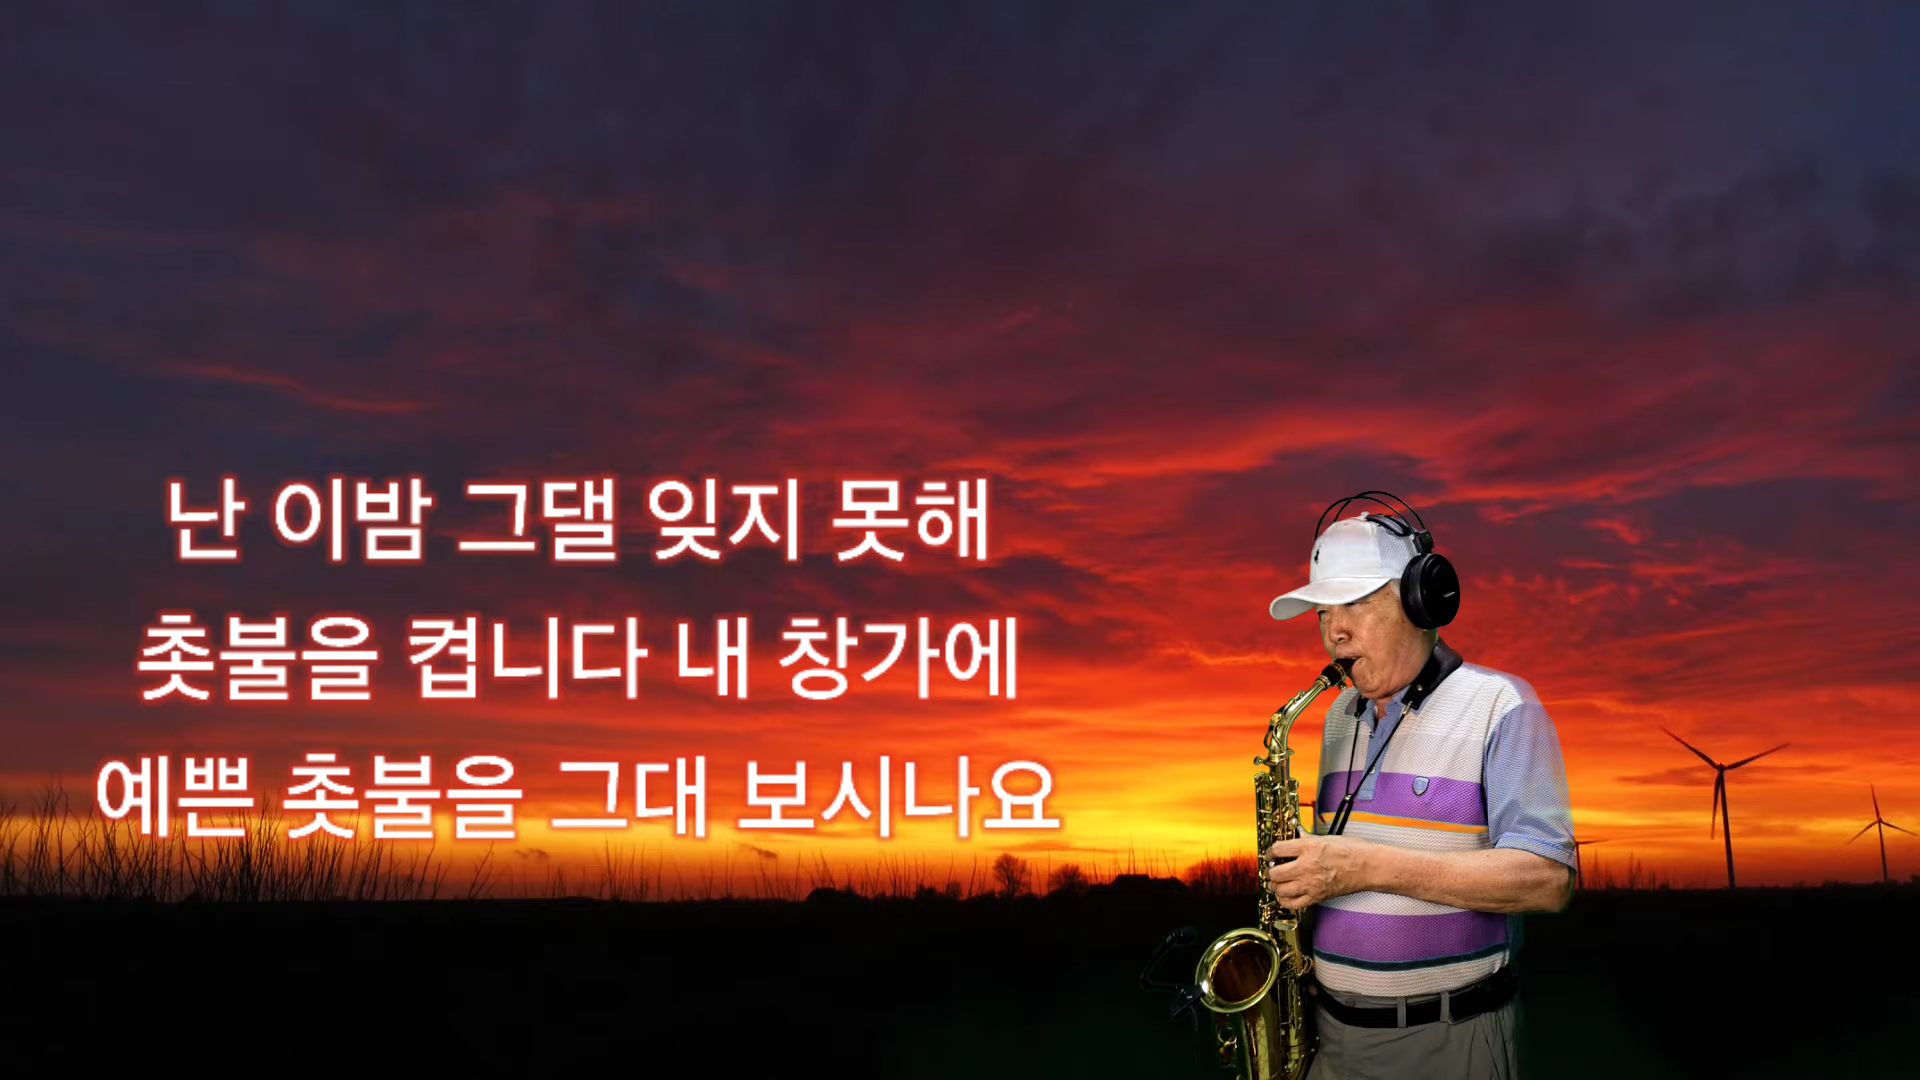 난 이밤 그댈 잊지 못해
촛불을 켭니다 내 창가에
예쁜 촛불을 그대 보시나요